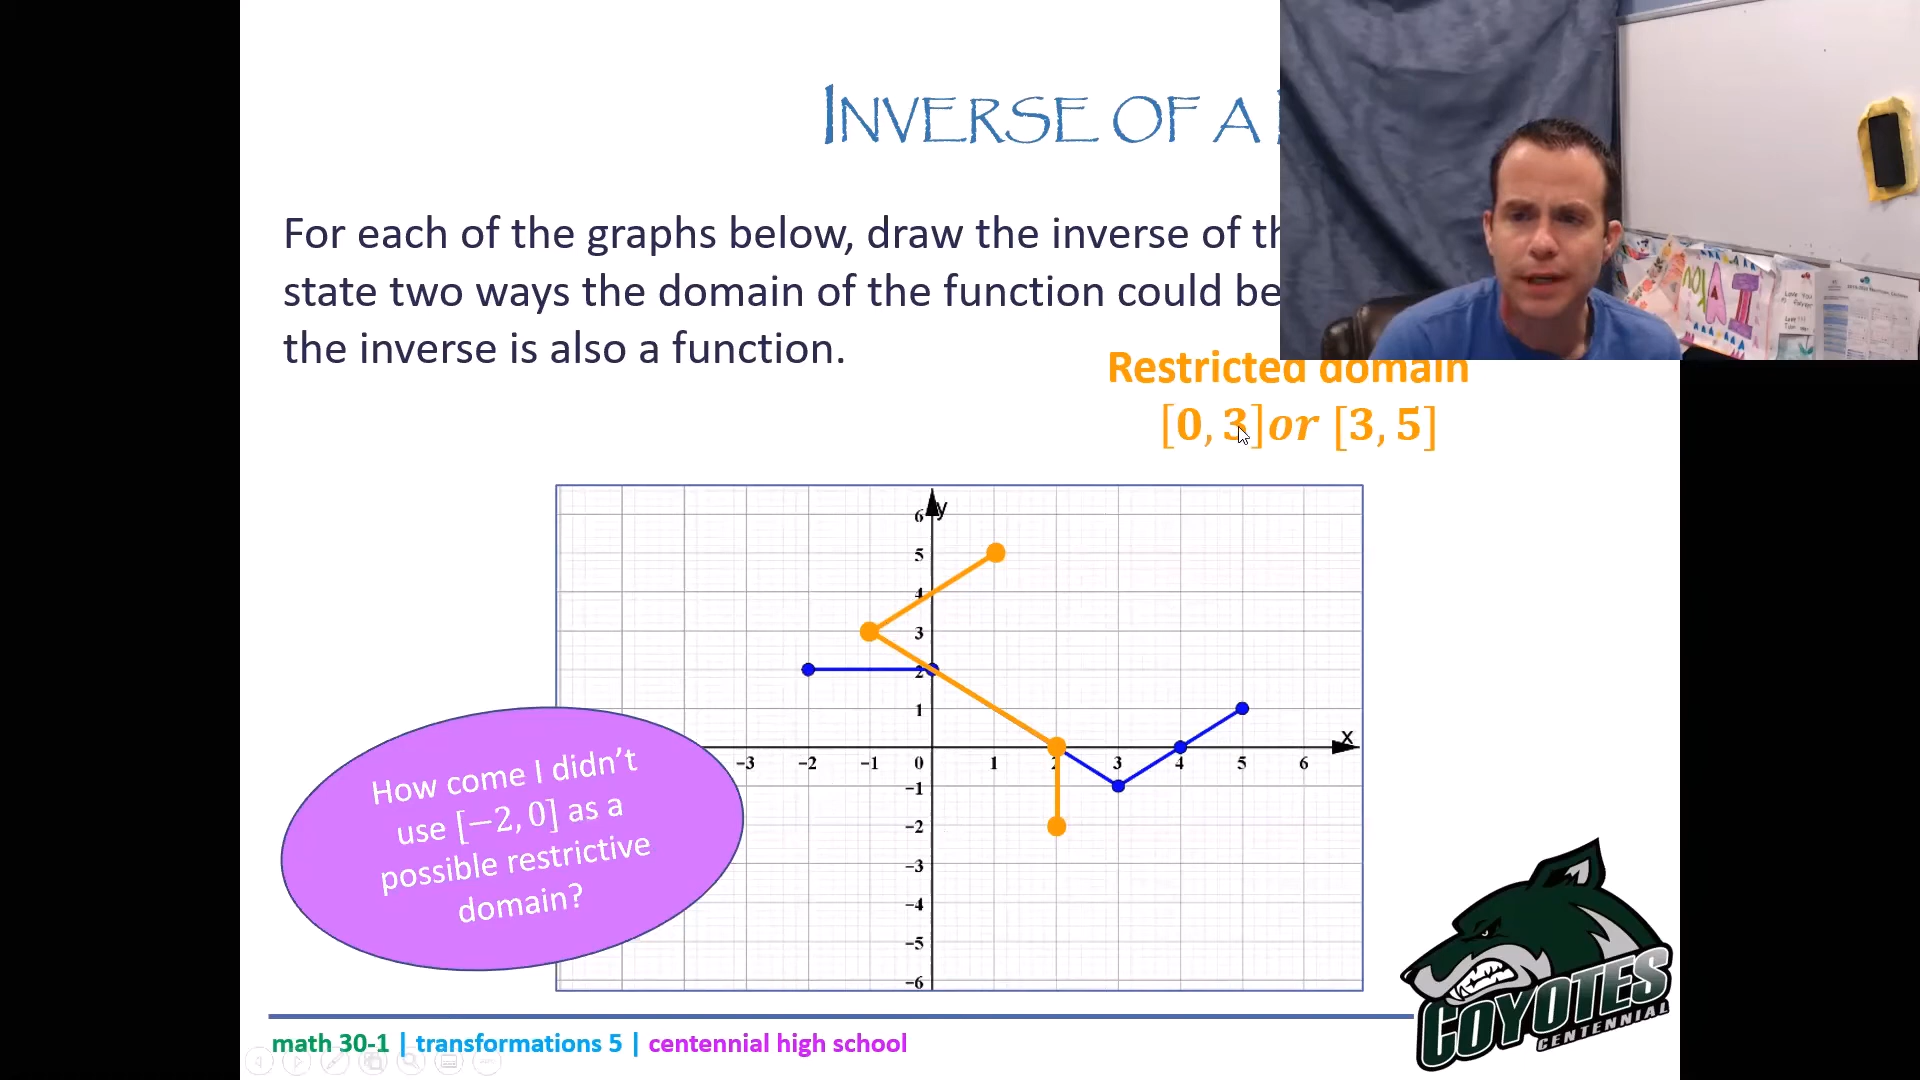 INVERSE OF A
For each of the graphs below, draw the inverse of th
state two ways the domain of the function could be
the inverse is also a function.
Restricted domain
[0, 3] or [3, 5]
y
6
5
4
3
2
1
x
−3 −2 −1 0 1 2 3 4 5 6
−1
−2
−3
−4
−5
−6
How come I didn't
use [−2, 0] as a
possible restrictive
domain?
COYOTES
CENTENNIAL
math 30-1 | transformations 5 | centennial high school